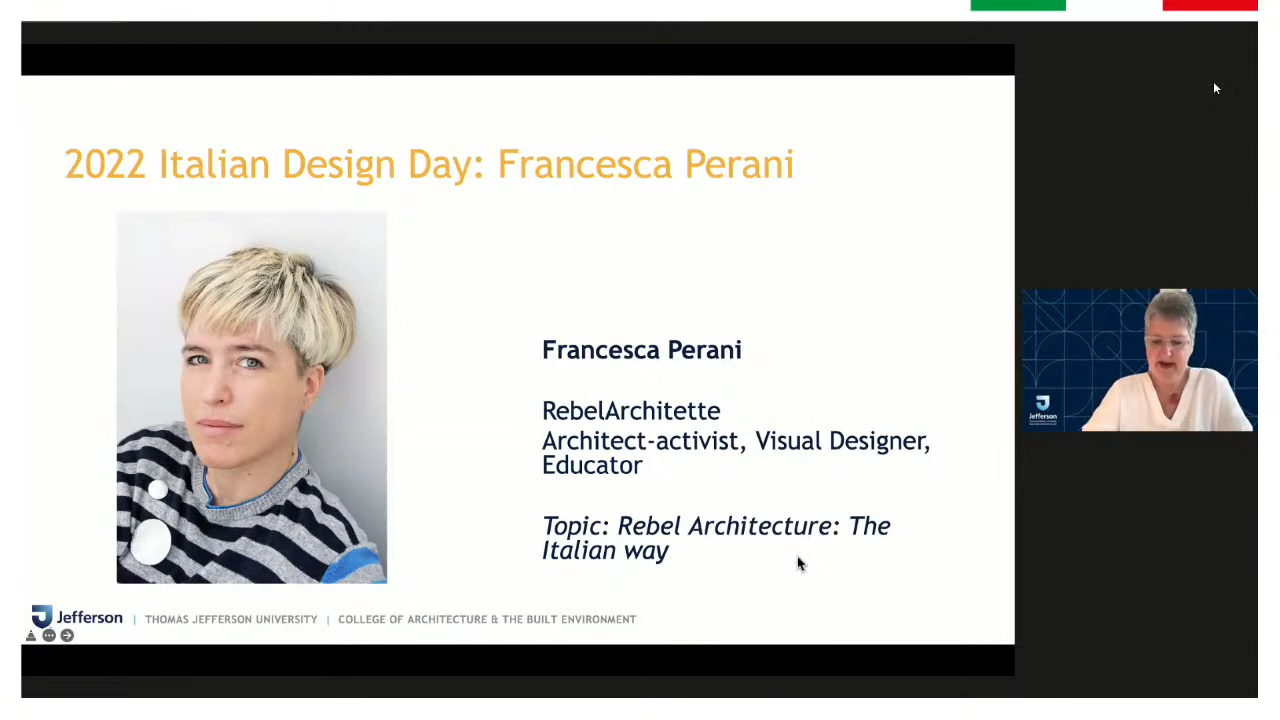 2022 Italian Design Day: Francesca Perani
Francesca Perani
RebelArchitette
Architect-activist, Visual Designer,
Educator
Topic: Rebel Architecture: The
Italian way
Jefferson
Jefferson | THOMAS JEFFERSON UNIVERSITY | COLLEGE OF ARCHITECTURE & THE BUILT ENVIRONMENT